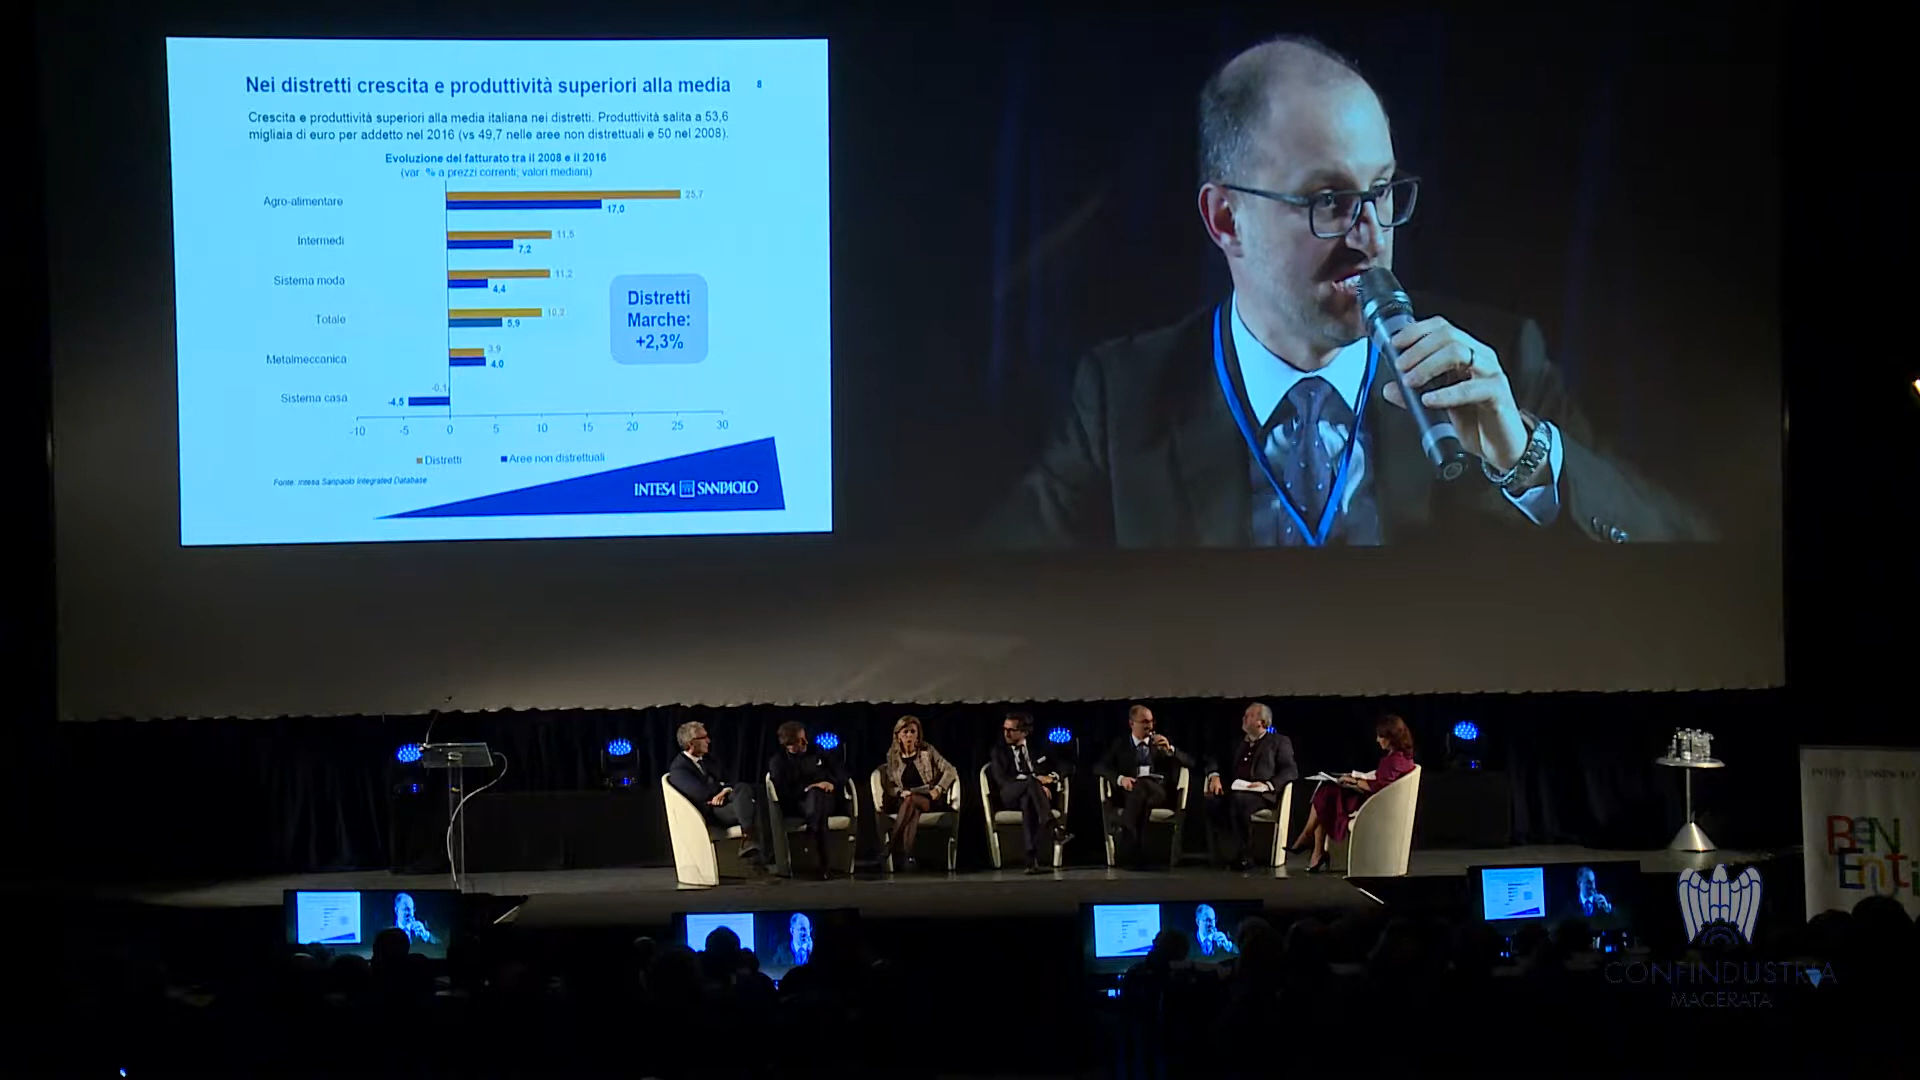 Nei distretti crescita e produttività superiori alla media
8
Crescita e produttività superiori alla media italiana nei distretti. Produttività salita a 53,6
migliaia di euro per addetto nel 2016 (vs 49,7 nelle aree non distrettuali e 50 nel 2008).
Evoluzione del fatturato tra il 2008 e il 2016
(var. % a prezzi correnti; valori mediani)
Agro-alimentare
25,7
17,0
Intermedi
11,5
7,2
Sistema moda
11,2
4,4
Totale
10,2
5,9
Metalmeccanica
3,9
4,0
Sistema casa
-0,1
-4,5
Distretti
Marche:
+2,3%
-10 -5 0 5 10 15 20 25 30
Distretti Aree non distrettuali
Fonte: Intesa Sanpaolo Integrated Database
INTESA SANPAOLO
INTESA SANPAOLO
BEN
Enti
CONFINDUSTRIA
MACERATA